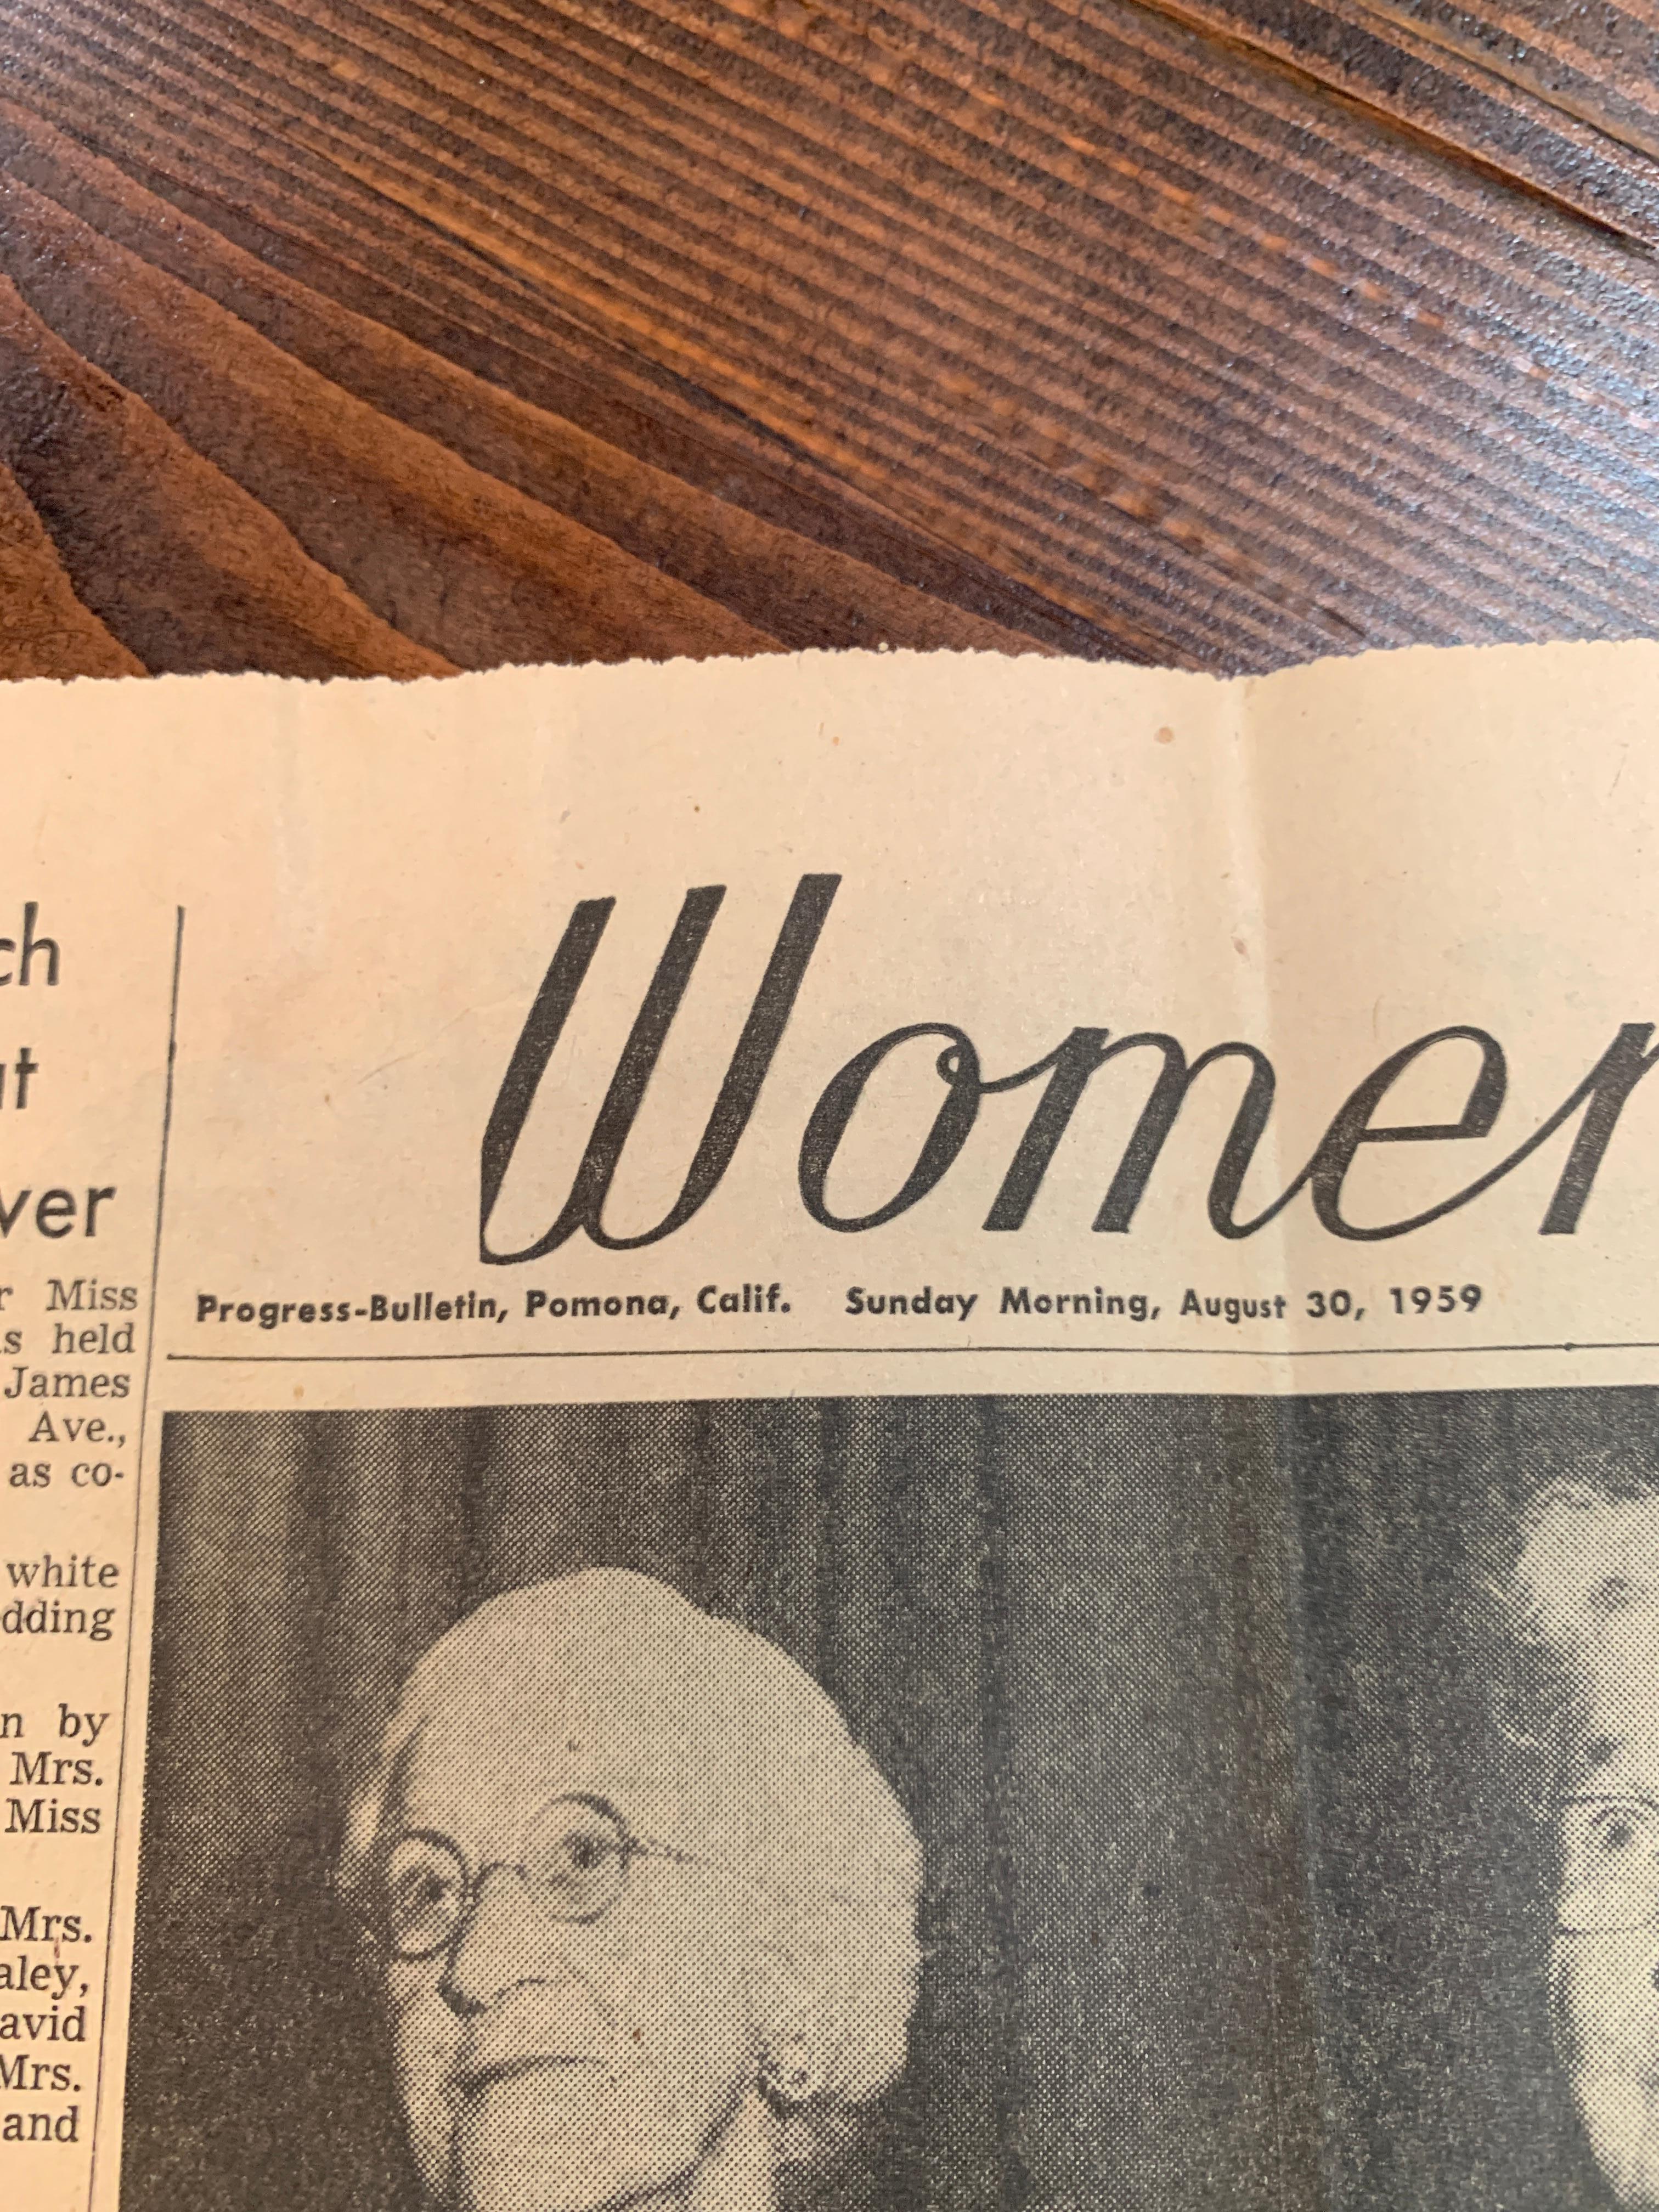 ch
ver
r Miss
s held
James
Ave.,
as co-
white
dding
n by
Mrs.
Miss
Mrs.
aley,
avid
Mrs.
and
Women
Progress-Bulletin, Pomona, Calif. Sunday Morning, August 30, 1959